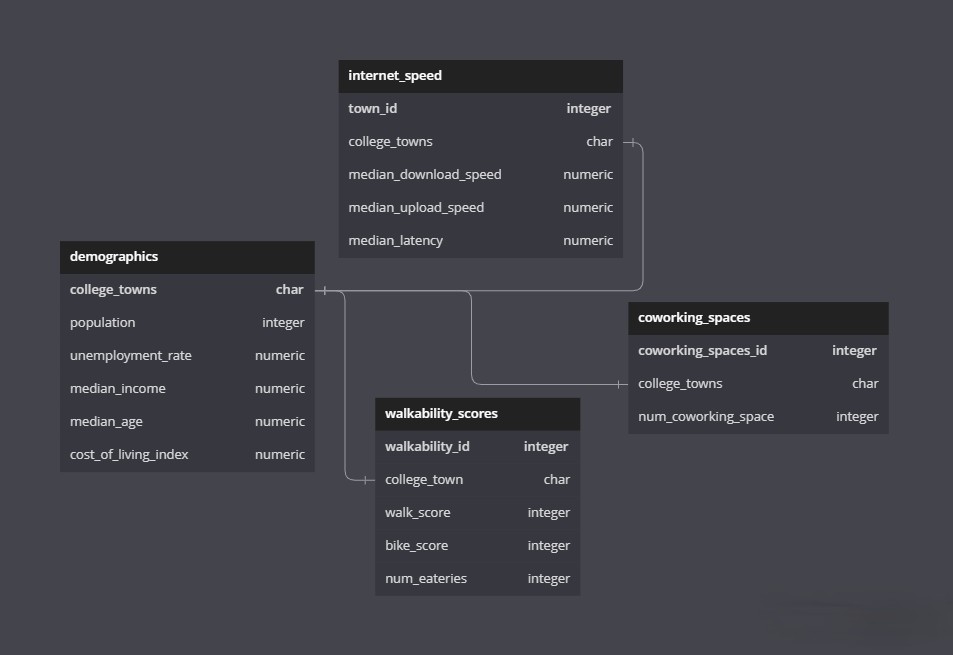 internet_speed
town_id integer
college_towns char
median_download_speed numeric
median_upload_speed numeric
median_latency numeric
demographics
college_towns char
population integer
unemployment_rate numeric
median_income numeric
median_age numeric
cost_of_living_index numeric
coworking_spaces
coworking_spaces_id integer
college_towns char
num_coworking_space integer
walkability_scores
walkability_id integer
college_town char
walk_score integer
bike_score integer
num_eateries integer